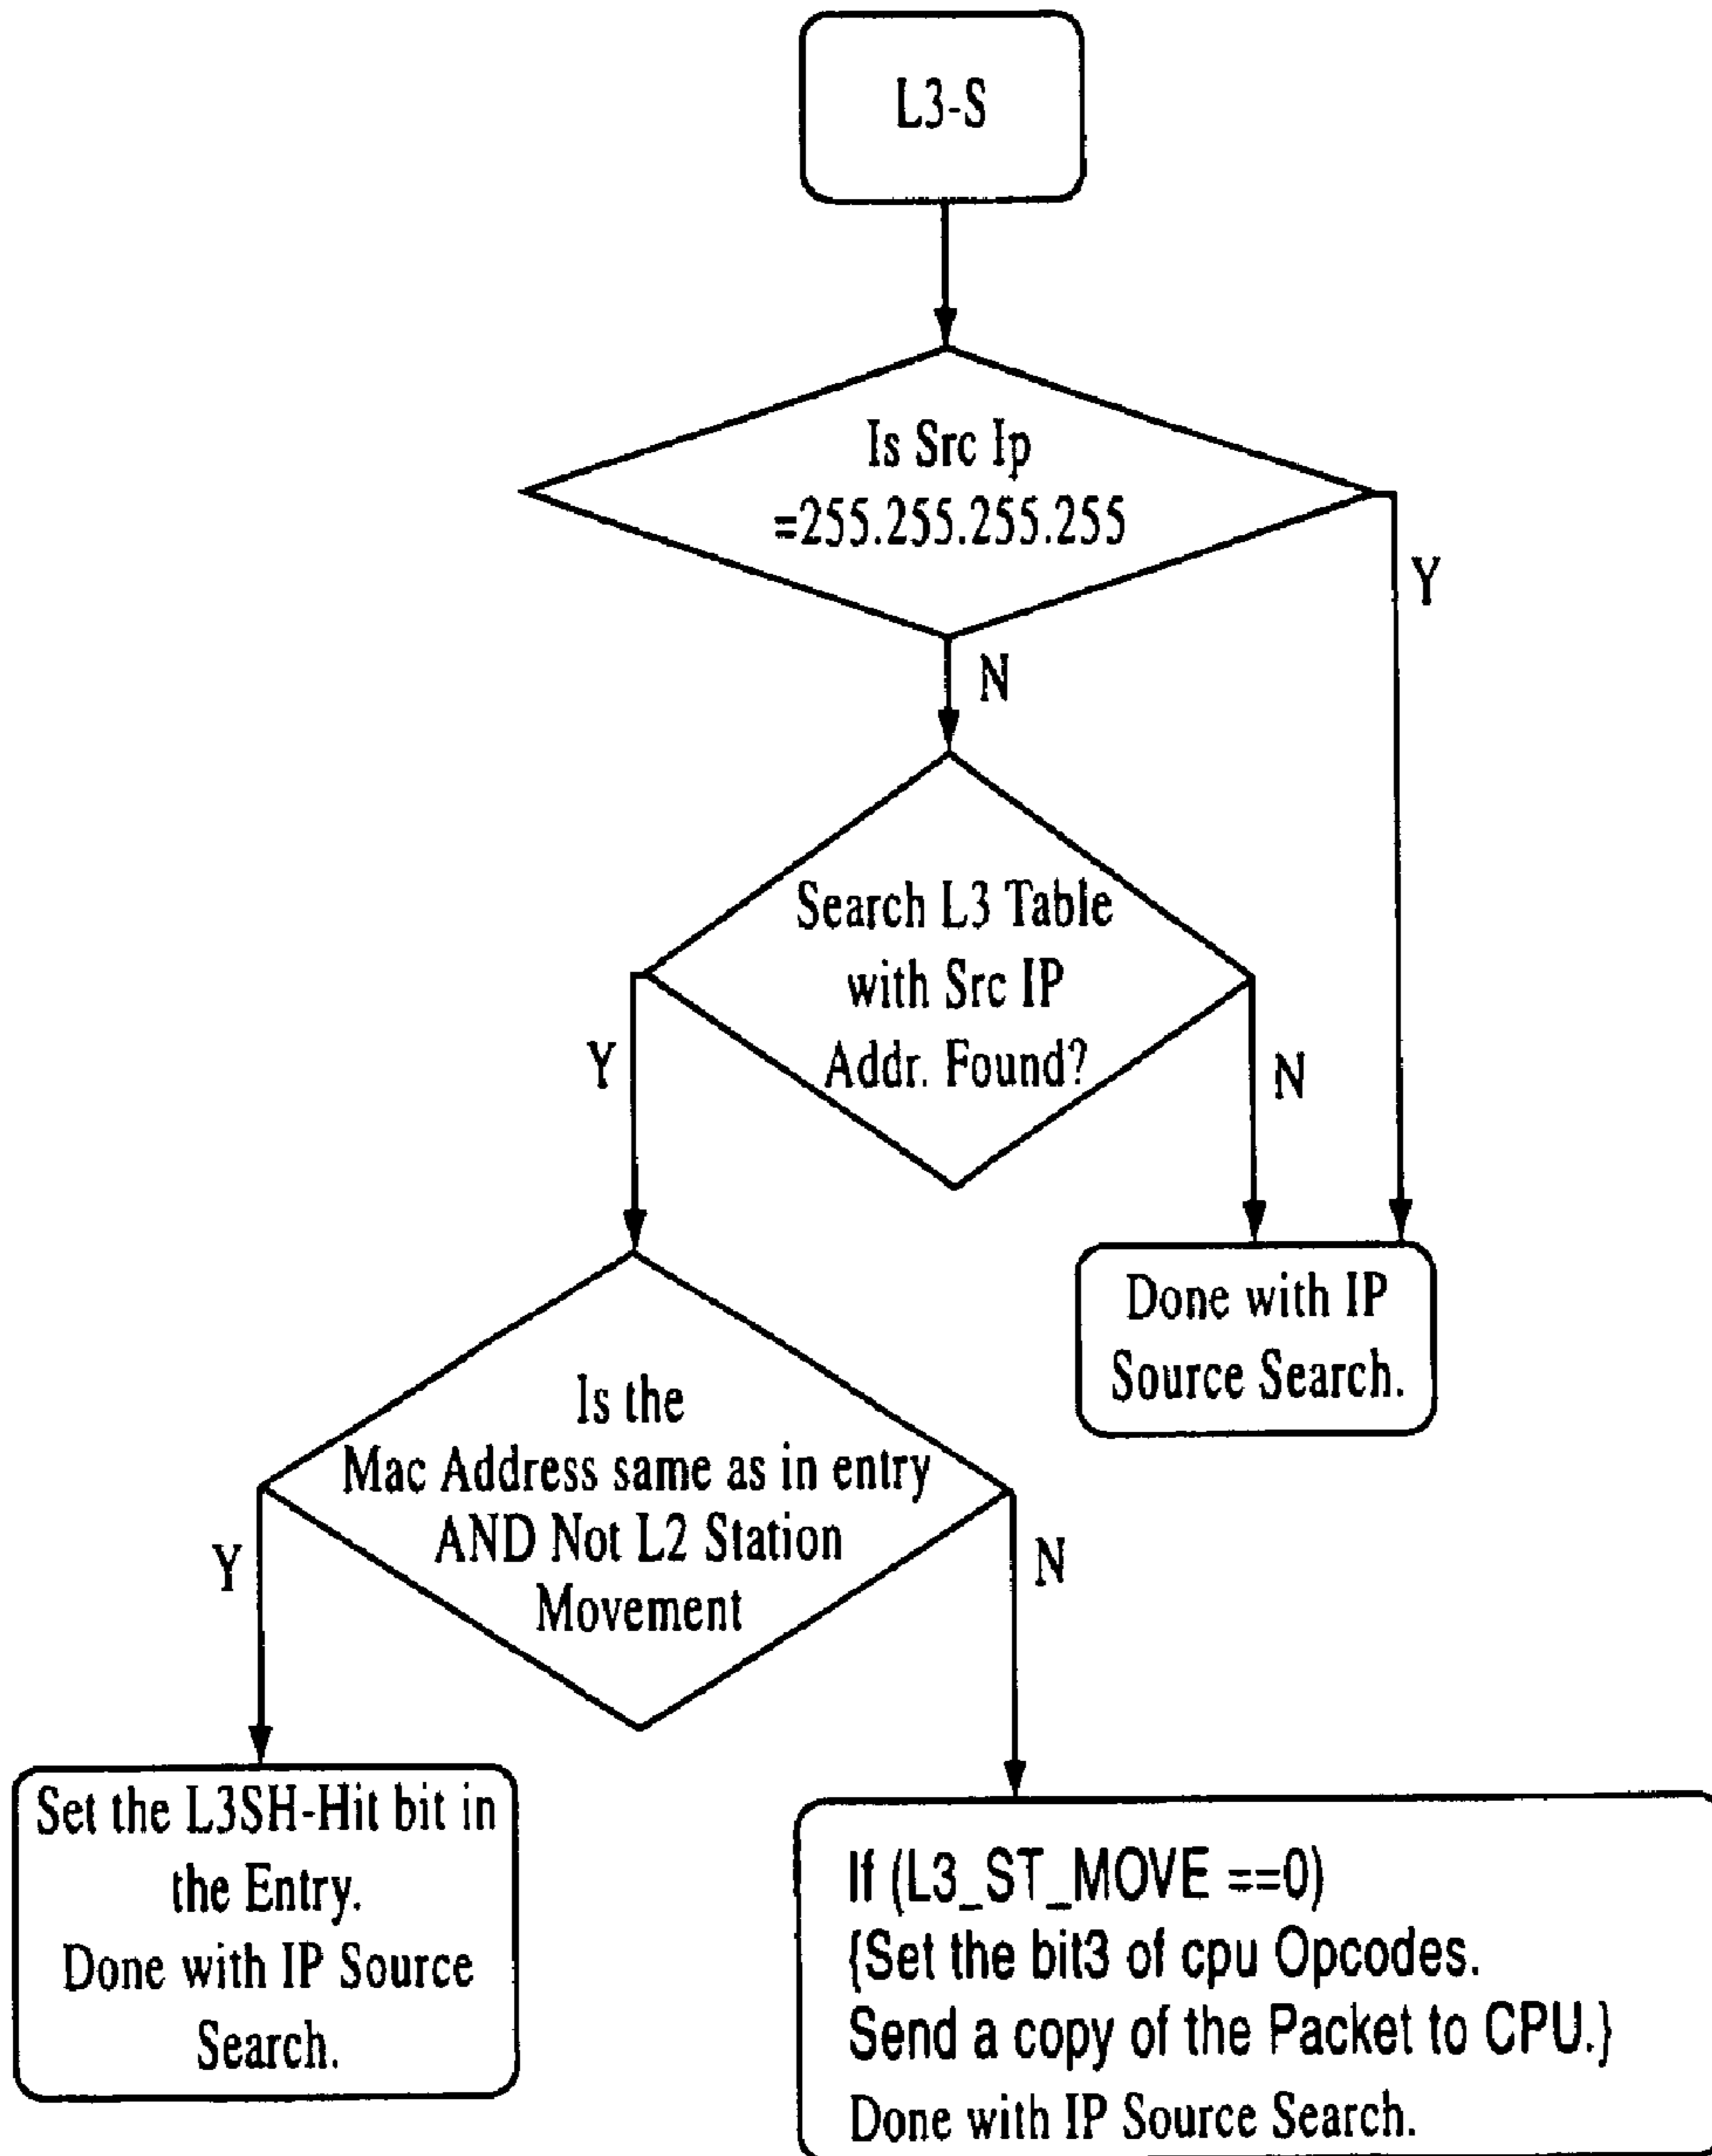 L3-S
Is Src Ip
=255.255.255.255
Y
N
Search L3 Table
with Src IP
Addr. Found?
Y
N
Done with IP
Source Search.
Is the
Mac Address same as in entry
AND Not L2 Station
Movement
Y
N
Set the L3SH-Hit bit in
the Entry.
Done with IP Source
Search.
If (L3_ST_MOVE ==0)
{Set the bit3 of cpu Opcodes.
Send a copy of the Packet to CPU.}
Done with IP Source Search.